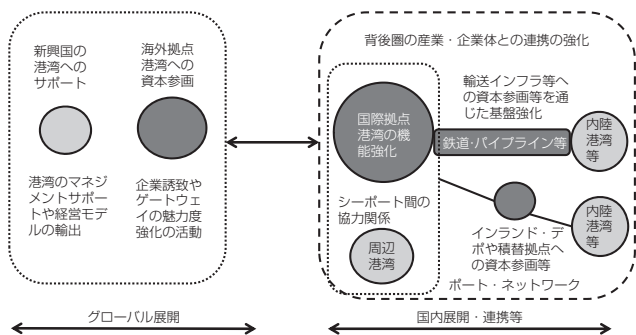 新興国の
港湾への
サポート
海外拠点
港湾への
資本参画
港湾のマネジ
メントサポー
トや経営モデ
ルの輸出
企業誘致や
ゲートウェ
イの魅力度
強化の活動
グローバル展開
背後圏の産業・企業体との連携の強化
国際拠点
港湾の機
能強化
輸送インフラ等へ
の資本参画等を通
じた基盤強化
鉄道・パイプライン等
内陸
港湾
等
シーポート間の
協力関係
周辺
港湾
内陸
港湾
等
インランド・デ
ポや積替拠点へ
の資本参画等
ポート・ネットワーク
国内展開・連携等